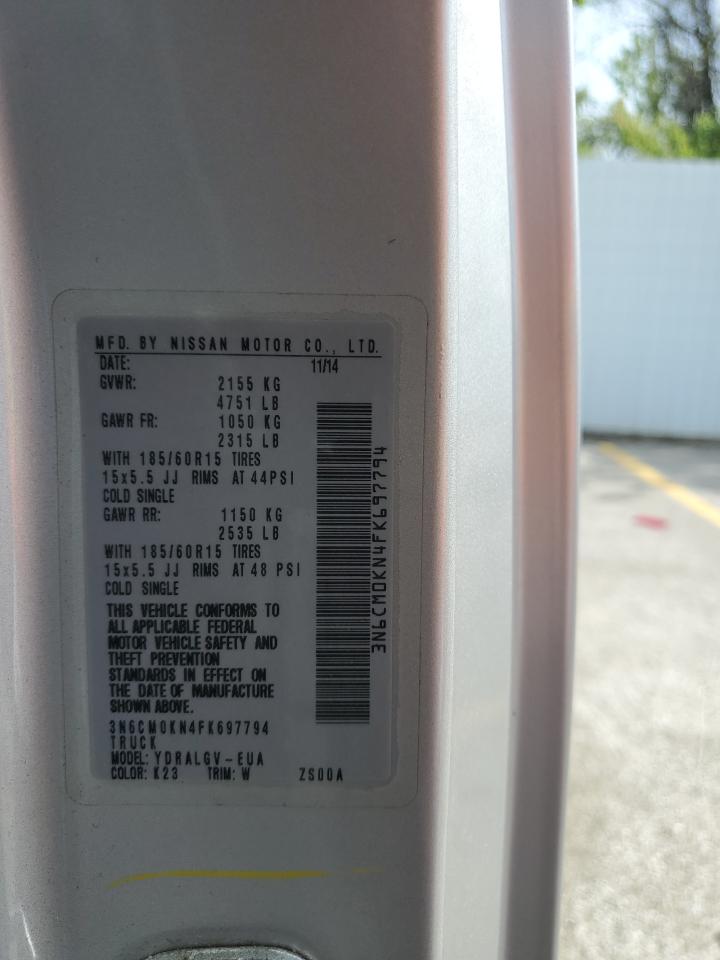 MFD. BY NISSAN MOTOR CO., LTD.
DATE: 11/14
GVWR: 2155 KG
4751 LB
GAWR FR: 1050 KG
2315 LB
WITH 185/60R15 TIRES
15x5.5 JJ RIMS AT 44PSI
COLD SINGLE
GAWR RR: 1150 KG
2535 LB
WITH 185/60R15 TIRES
15x5.5 JJ RIMS AT 48 PSI
COLD SINGLE
THIS VEHICLE CONFORMS TO
ALL APPLICABLE FEDERAL
MOTOR VEHICLE SAFETY AND
THEFT PREVENTION
STANDARDS IN EFFECT ON
THE DATE OF MANUFACTURE
SHOWN ABOVE.
3N6CM0KN4FK697794
TRUCK
MODEL: YDRALGV-EUA
COLOR: K23 TRIM: W ZS00A
3N6CM0KN4FK697794